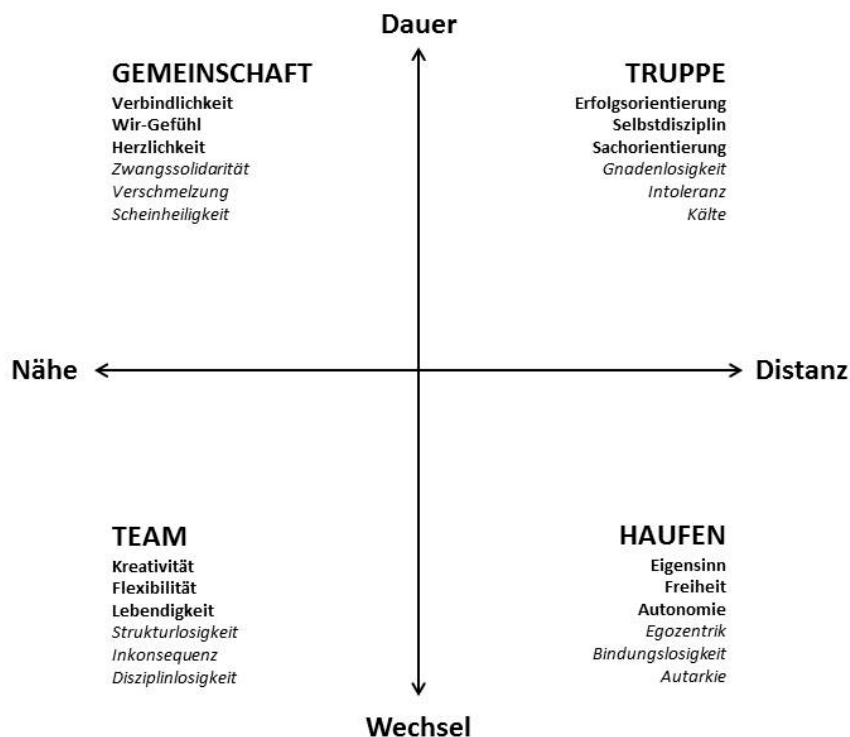 Dauer
GEMEINSCHAFT
Verbindlichkeit
Wir-Gefühl
Herzlichkeit
Zwangssolidarität
Verschmelzung
Scheinheiligkeit
TRUPPE
Erfolgsorientierung
Selbstdisziplin
Sachorientierung
Gnadenlosigkeit
Intoleranz
Kälte
Nähe
Distanz
TEAM
Kreativität
Flexibilität
Lebendigkeit
Strukturlosigkeit
Inkonsequenz
Disziplinlosigkeit
HAUFEN
Eigensinn
Freiheit
Autonomie
Egozentrik
Bindungslosigkeit
Autarkie
Wechsel